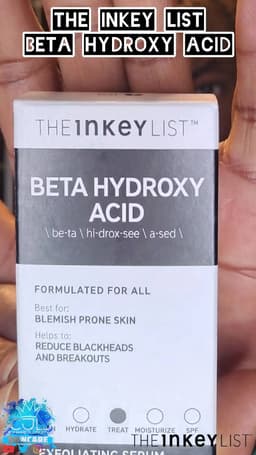 THE INKEY LIST
BETA HYDROXY ACID
THE INKEY LIST™
BETA HYDROXY
ACID
\ be·ta \ hi·drox·see \ a·sed \
FORMULATED FOR ALL
Best for:
BLEMISH PRONE SKIN
Helps to:
REDUCE BLACKHEADS
AND BREAKOUTS
HYDRATE TREAT MOISTURIZE SPF
THE INKEY LIST
EXFOLIATING SERUM